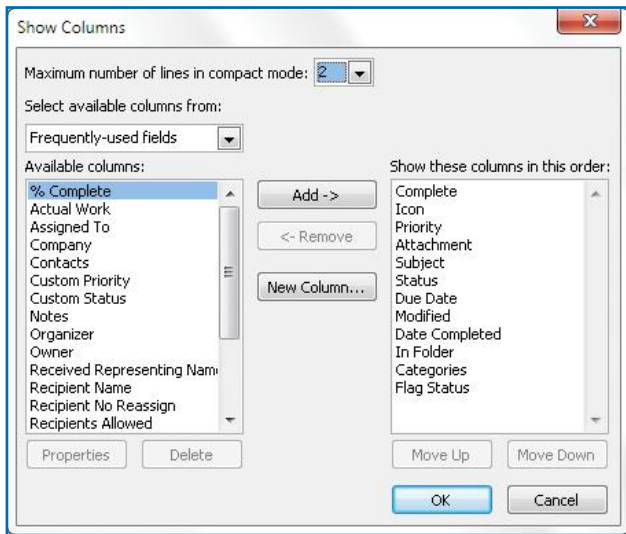 Show Columns
Maximum number of lines in compact mode: 2
Select available columns from:
Frequently-used fields
Available columns:
% Complete
Actual Work
Assigned To
Company
Contacts
Custom Priority
Custom Status
Notes
Organizer
Owner
Received Representing Nam
Recipient Name
Recipient No Reassign
Recipients Allowed
Properties
Delete
Add ->
<- Remove
New Column...
Show these columns in this order:
Complete
Icon
Priority
Attachment
Subject
Status
Due Date
Modified
Date Completed
In Folder
Categories
Flag Status
Move Up
Move Down
OK
Cancel